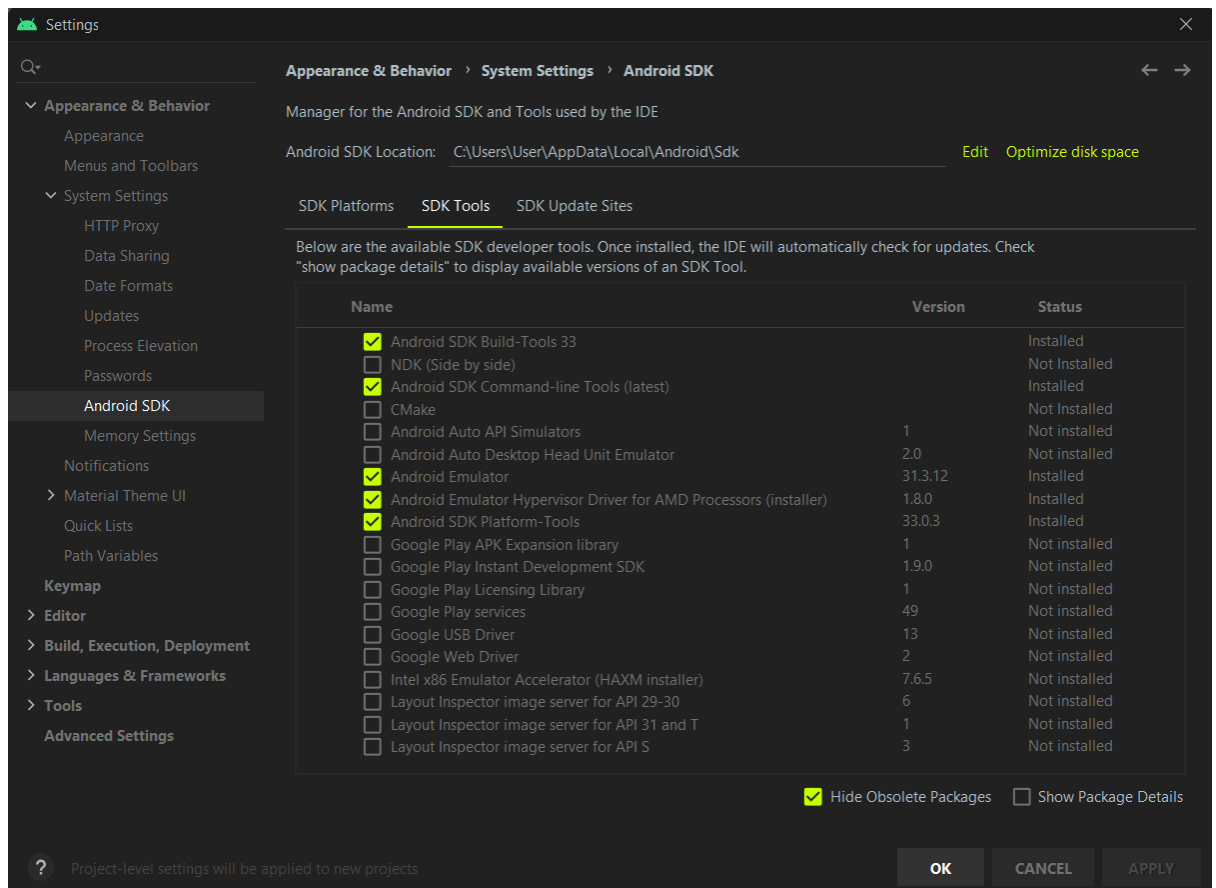 Settings
Appearance & Behavior › System Settings › Android SDK
Manager for the Android SDK and Tools used by the IDE
Android SDK Location: C:\Users\User\AppData\Local\Android\Sdk Edit Optimize disk space
Appearance & Behavior
Appearance
Menus and Toolbars
System Settings
HTTP Proxy
Data Sharing
Date Formats
Updates
Process Elevation
Passwords
Android SDK
Memory Settings
Notifications
Material Theme UI
Quick Lists
Path Variables
Keymap
Editor
Build, Execution, Deployment
Languages & Frameworks
Tools
Advanced Settings
SDK Platforms SDK Tools SDK Update Sites
Below are the available SDK developer tools. Once installed, the IDE will automatically check for updates. Check
"show package details" to display available versions of an SDK Tool.
Name Version Status
Android SDK Build-Tools 33 Installed
NDK (Side by side) Not Installed
Android SDK Command-line Tools (latest) Installed
CMake Not Installed
Android Auto API Simulators 1 Not installed
Android Auto Desktop Head Unit Emulator 2.0 Not installed
Android Emulator 31.3.12 Installed
Android Emulator Hypervisor Driver for AMD Processors (installer) 1.8.0 Installed
Android SDK Platform-Tools 33.0.3 Installed
Google Play APK Expansion library 1 Not installed
Google Play Instant Development SDK 1.9.0 Not installed
Google Play Licensing Library 1 Not installed
Google Play services 49 Not installed
Google USB Driver 13 Not installed
Google Web Driver 2 Not installed
Intel x86 Emulator Accelerator (HAXM installer) 7.6.5 Not installed
Layout Inspector image server for API 29-30 6 Not installed
Layout Inspector image server for API 31 and T 1 Not installed
Layout Inspector image server for API S 3 Not installed
Hide Obsolete Packages Show Package Details
? Project-level settings will be applied to new projects
OK CANCEL APPLY